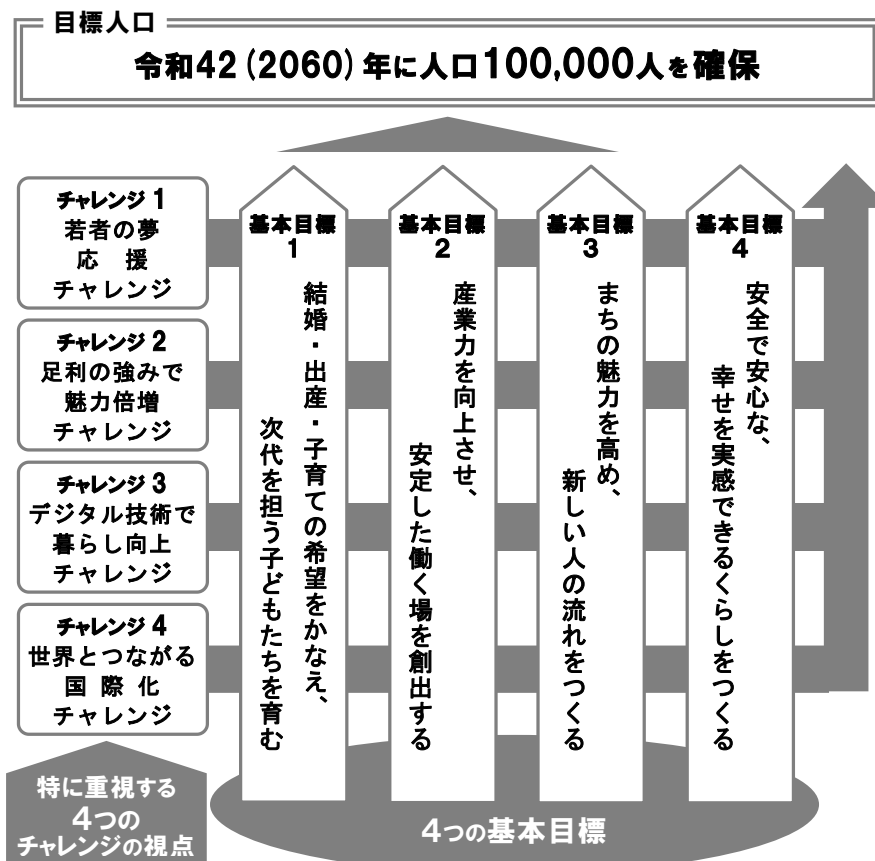 目標人口
令和42(2060)年に人口100,000人を確保
チャレンジ 1
若者の夢
応　援
チャレンジ
チャレンジ 2
足利の強みで
魅力倍増
チャレンジ
チャレンジ 3
デジタル技術で
暮らし向上
チャレンジ
チャレンジ 4
世界とつながる
国 際 化
チャレンジ
特に重視する
4つの
チャレンジの視点
基本目標
1
結婚・出産・子育ての希望をかなえ、
次代を担う子どもたちを育む
基本目標
2
産業力を向上させ、
安定した働く場を創出する
基本目標
3
まちの魅力を高め、
新しい人の流れをつくる
基本目標
4
安全で安心な、
幸せを実感できるくらしをつくる
4つの基本目標